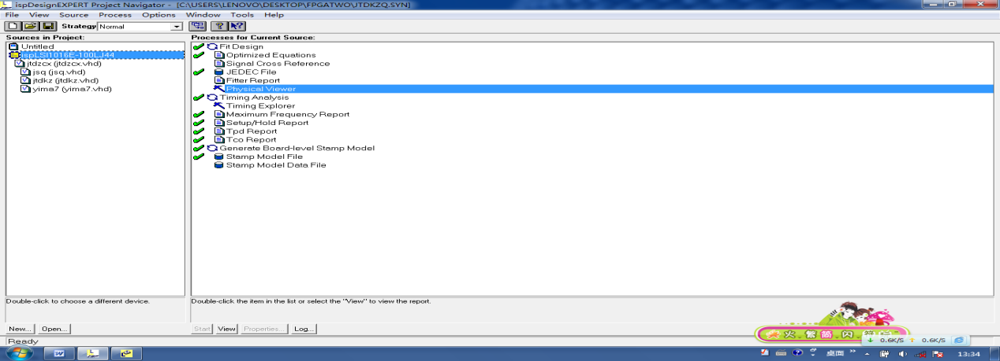 ispDesignEXPERT Project Navigator - [C:\USERS\LENOVO\DESKTOP\FPGATWO\JTDKZQ.SYN]
File View Source Process Options Window Tools Help
Strategy Normal
Sources in Project:
Untitled
ispLSI1016E-100LJ44
jtdzcx (jtdzcx.vhd)
jsq (jsq.vhd)
jtdkz (jtdkz.vhd)
yima7 (yima7.vhd)
Processes for Current Source:
Fit Design
Optimized Equations
Signal Cross Reference
JEDEC File
Fitter Report
Physical Viewer
Timing Analysis
Timing Explorer
Maximum Frequency Report
Setup/Hold Report
Tpd Report
Tco Report
Generate Board-level Stamp Model
Stamp Model File
Stamp Model Data File
Double-click to choose a different device.
Double-click the item in the list or select the "View" to view the report.
New... Open...
Start View Properties... Log...
火 繁 简 闪
Ready
0.6K/S 0.6K/S
桌面 13:34